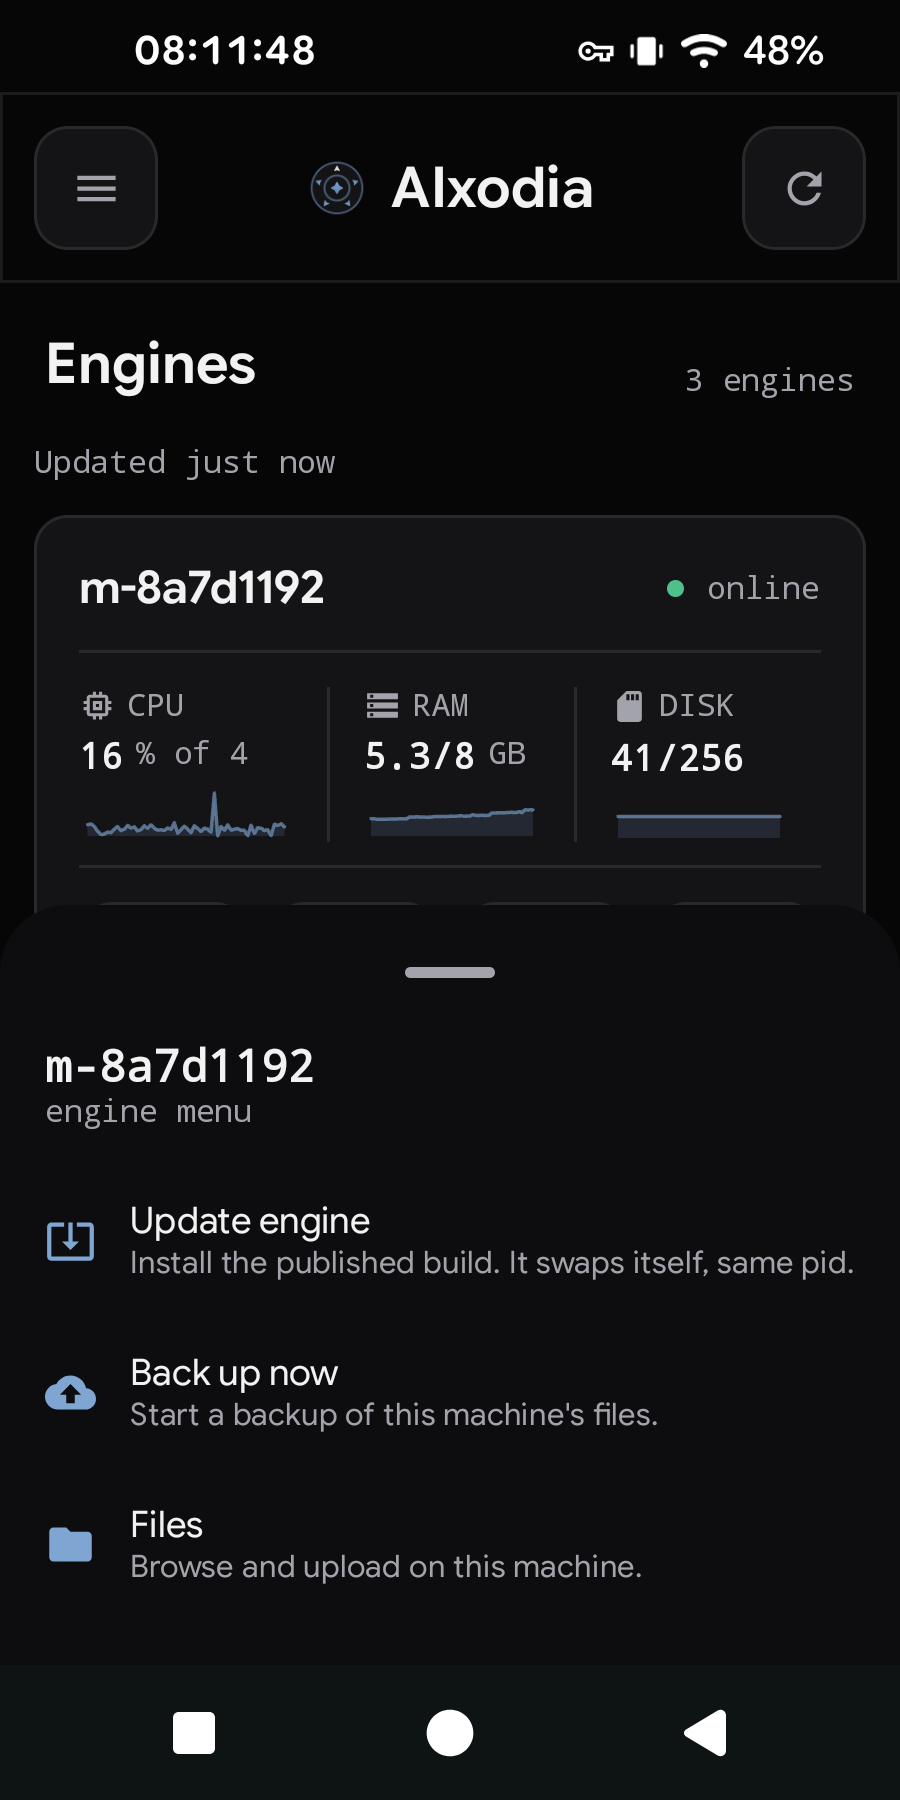 08:11:48
48%
Alxodia
Engines
3 engines
Updated just now
m-8a7d1192
online
CPU
16 % of 4
RAM
5.3/8 GB
DISK
41/256
m-8a7d1192
engine menu
Update engine
Install the published build. It swaps itself, same pid.
Back up now
Start a backup of this machine's files.
Files
Browse and upload on this machine.